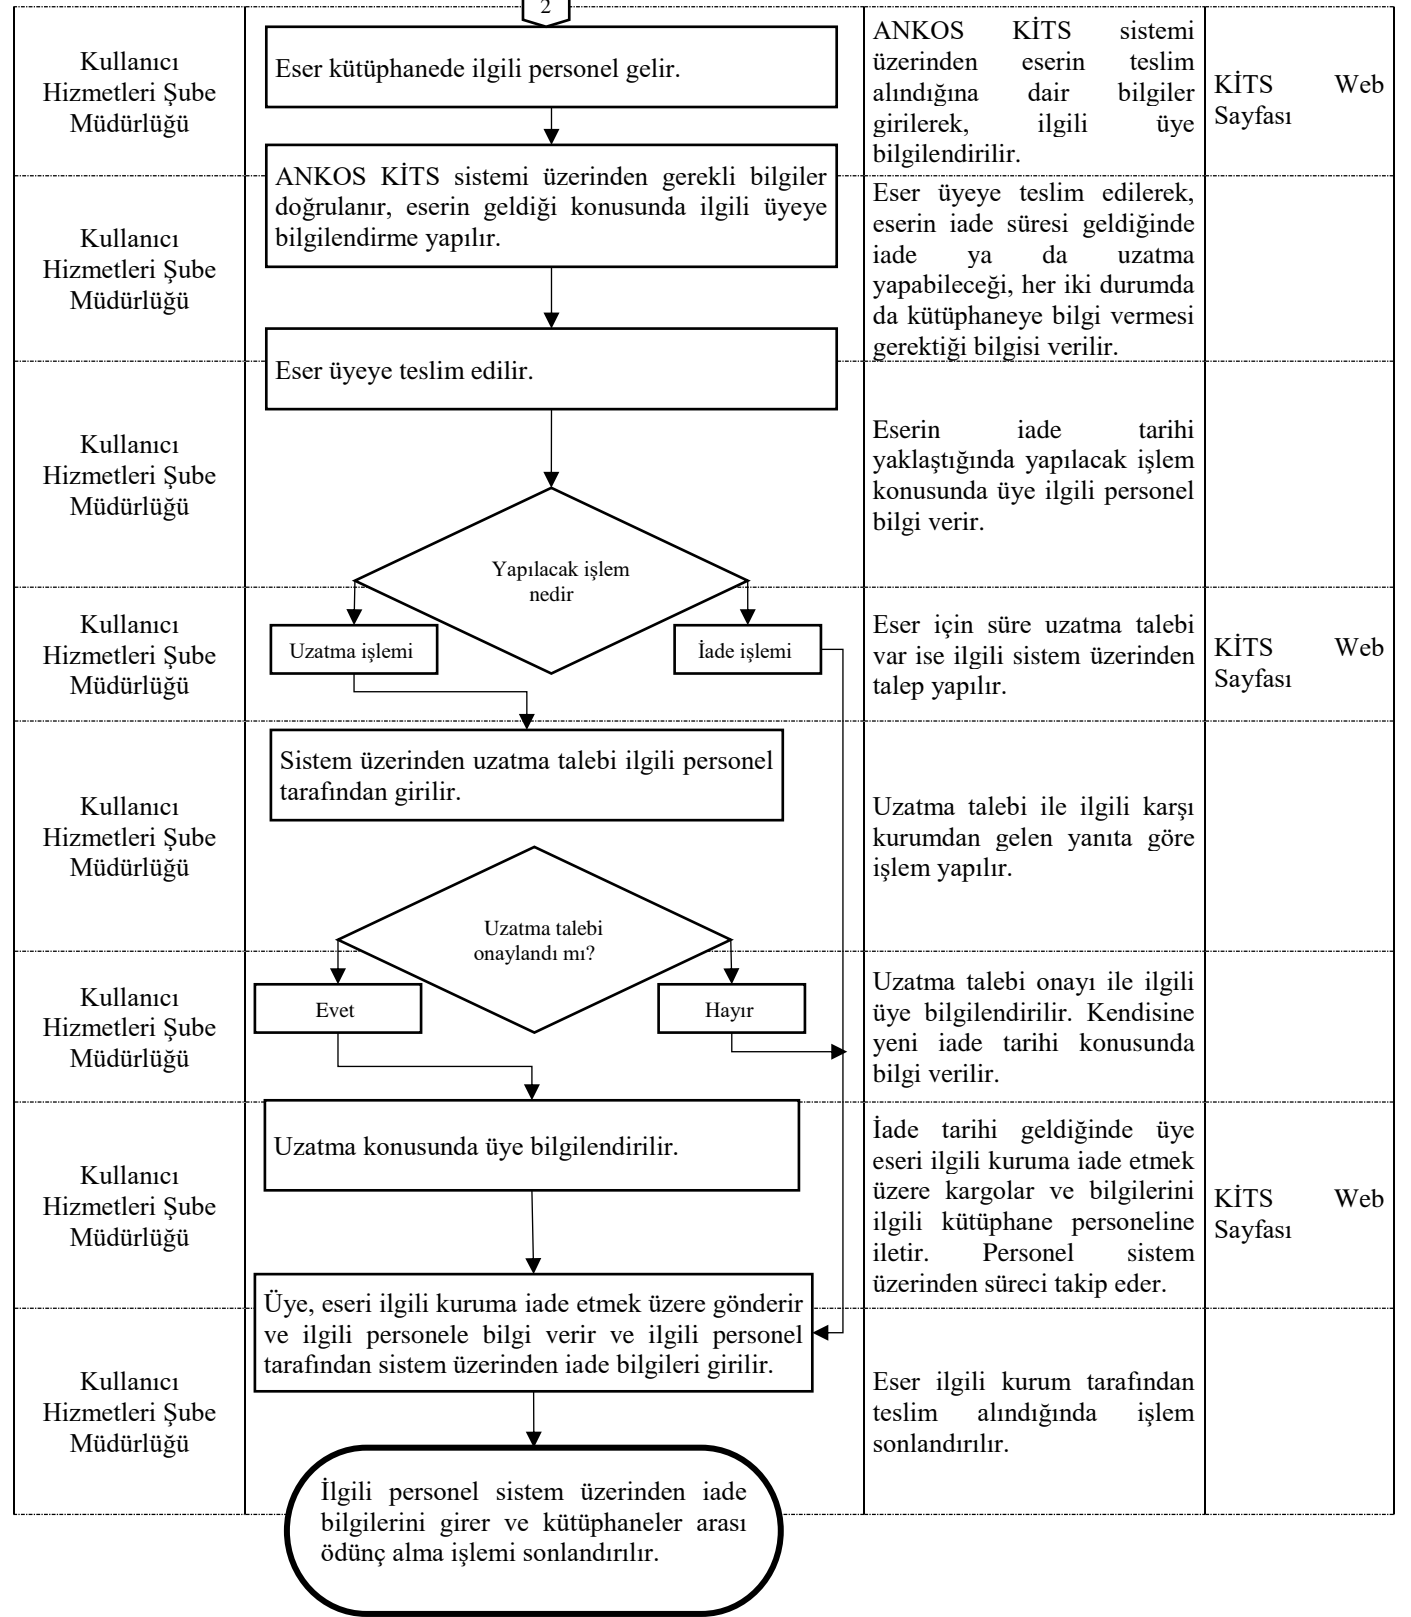 2
Kullanıcı
Hizmetleri Şube
Müdürlüğü
Eser kütüphanede ilgili personel gelir.
ANKOS KİTS sistemi
üzerinden eserin teslim
alındığına dair bilgiler
girilerek, ilgili üye
bilgilendirilir.
KİTS Web
Sayfası
Kullanıcı
Hizmetleri Şube
Müdürlüğü
ANKOS KİTS sistemi üzerinden gerekli bilgiler
doğrulanır, eserin geldiği konusunda ilgili üyeye
bilgilendirme yapılır.
Eser üyeye teslim edilerek,
eserin iade süresi geldiğinde
iade ya da uzatma
yapabileceği, her iki durumda
da kütüphaneye bilgi vermesi
gerektiği bilgisi verilir.
Eser üyeye teslim edilir.
Kullanıcı
Hizmetleri Şube
Müdürlüğü
Eserin iade tarihi
yaklaştığında yapılacak işlem
konusunda üye ilgili personel
bilgi verir.
Yapılacak işlem
nedir
Kullanıcı
Hizmetleri Şube
Müdürlüğü
Uzatma işlemi
İade işlemi
Eser için süre uzatma talebi
var ise ilgili sistem üzerinden
talep yapılır.
KİTS Web
Sayfası
Kullanıcı
Hizmetleri Şube
Müdürlüğü
Sistem üzerinden uzatma talebi ilgili personel
tarafından girilir.
Uzatma talebi ile ilgili karşı
kurumdan gelen yanıta göre
işlem yapılır.
Uzatma talebi
onaylandı mı?
Kullanıcı
Hizmetleri Şube
Müdürlüğü
Evet
Hayır
Uzatma talebi onayı ile ilgili
üye bilgilendirilir. Kendisine
yeni iade tarihi konusunda
bilgi verilir.
Kullanıcı
Hizmetleri Şube
Müdürlüğü
Uzatma konusunda üye bilgilendirilir.
İade tarihi geldiğinde üye
eseri ilgili kuruma iade etmek
üzere kargolar ve bilgilerini
ilgili kütüphane personeline
iletir. Personel sistem
üzerinden süreci takip eder.
KİTS Web
Sayfası
Üye, eseri ilgili kuruma iade etmek üzere gönderir
ve ilgili personele bilgi verir ve ilgili personel
tarafından sistem üzerinden iade bilgileri girilir.
Kullanıcı
Hizmetleri Şube
Müdürlüğü
Eser ilgili kurum tarafından
teslim alındığında işlem
sonlandırılır.
İlgili personel sistem üzerinden iade
bilgilerini girer ve kütüphaneler arası
ödünç alma işlemi sonlandırılır.